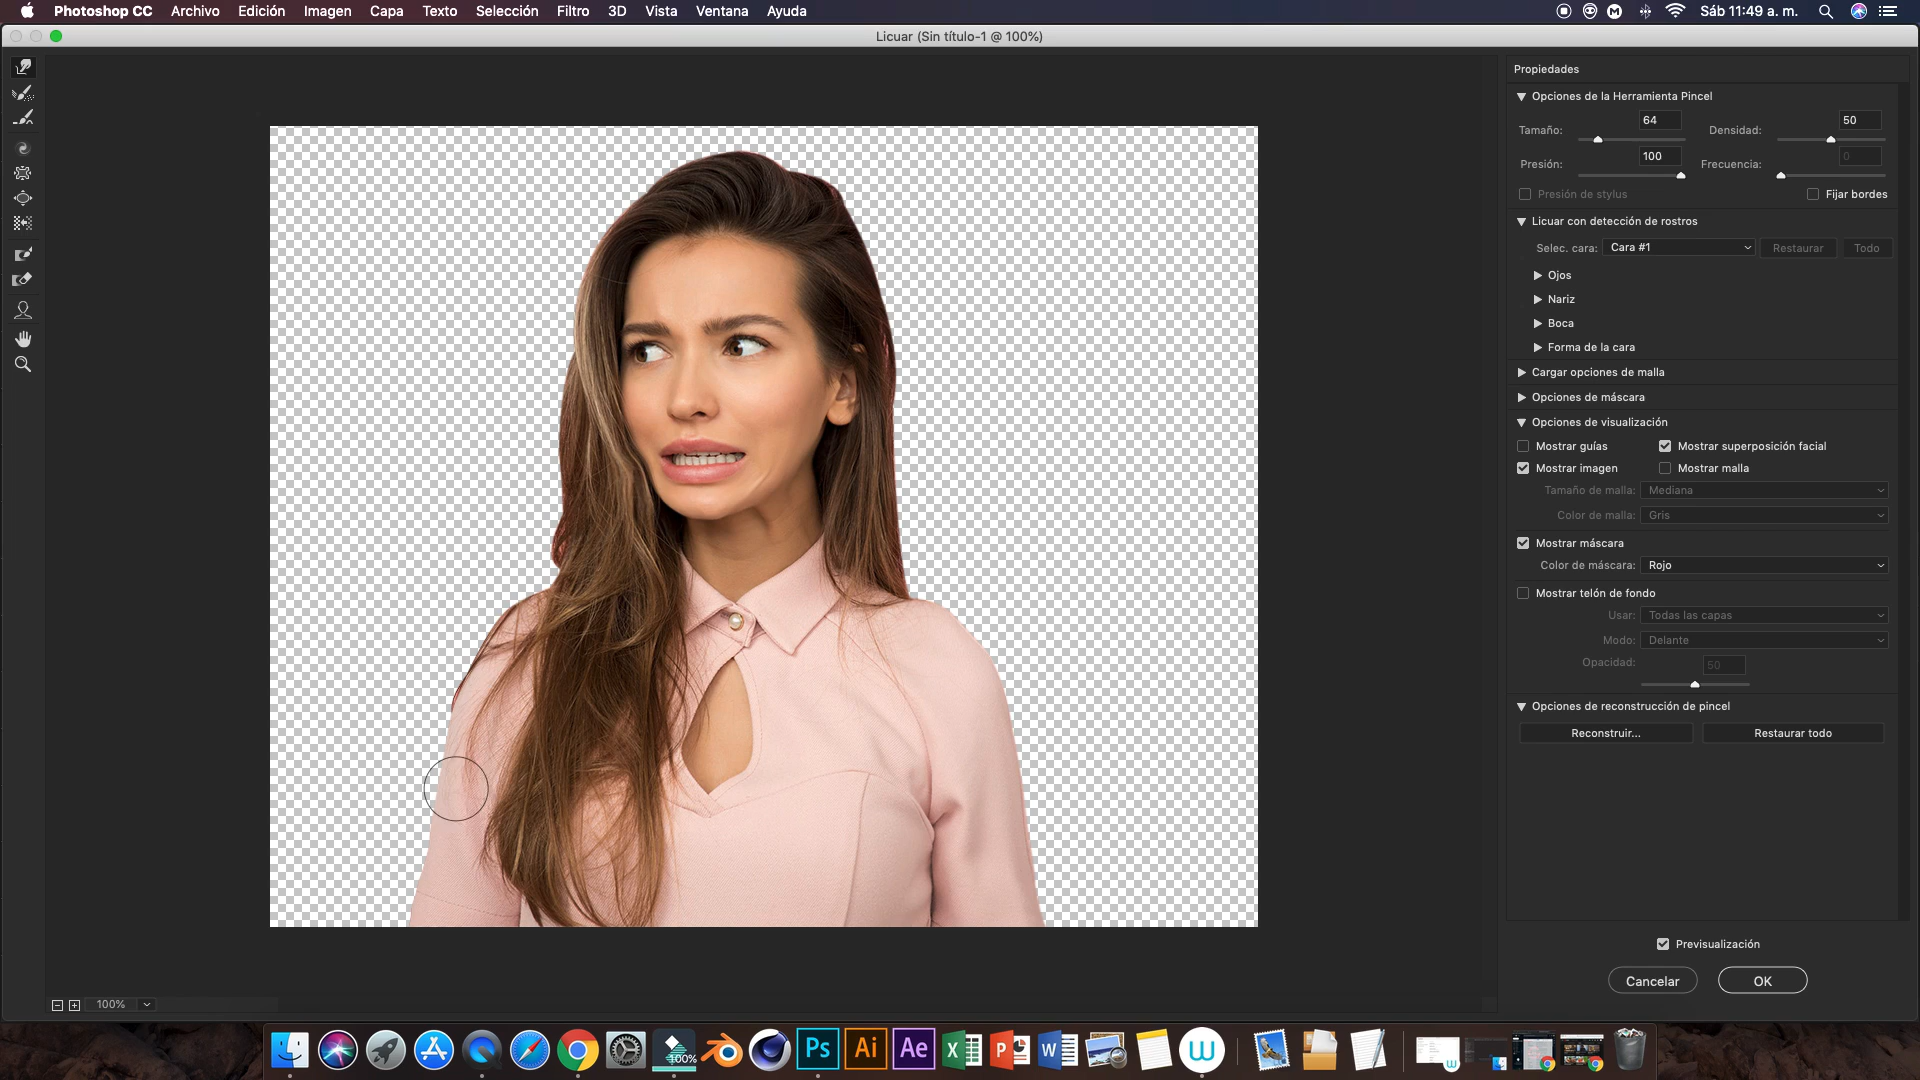 Photoshop CC Archivo Edición Imagen Capa Texto Selección Filtro 3D Vista Ventana Ayuda Sáb 11:49 a. m.
Licuar (Sin título-1 @ 100%)
Propiedades
Opciones de la Herramienta Pincel
Tamaño: 64 Densidad: 50
Presión: 100 Frecuencia: 0
Presión de stylus Fijar bordes
Licuar con detección de rostros
Selec. cara: Cara #1 Restaurar Todo
Ojos
Nariz
Boca
Forma de la cara
Cargar opciones de malla
Opciones de máscara
Opciones de visualización
Mostrar guías Mostrar superposición facial
Mostrar imagen Mostrar malla
Tamaño de malla: Mediana
Color de malla: Gris
Mostrar máscara
Color de máscara: Rojo
Mostrar telón de fondo
Usar: Todas las capas
Modo: Delante
Opacidad: 50
Opciones de reconstrucción de pincel
Reconstruir... Restaurar todo
Previsualización
Cancelar OK
100%
100% Ps Ai Ae X P W